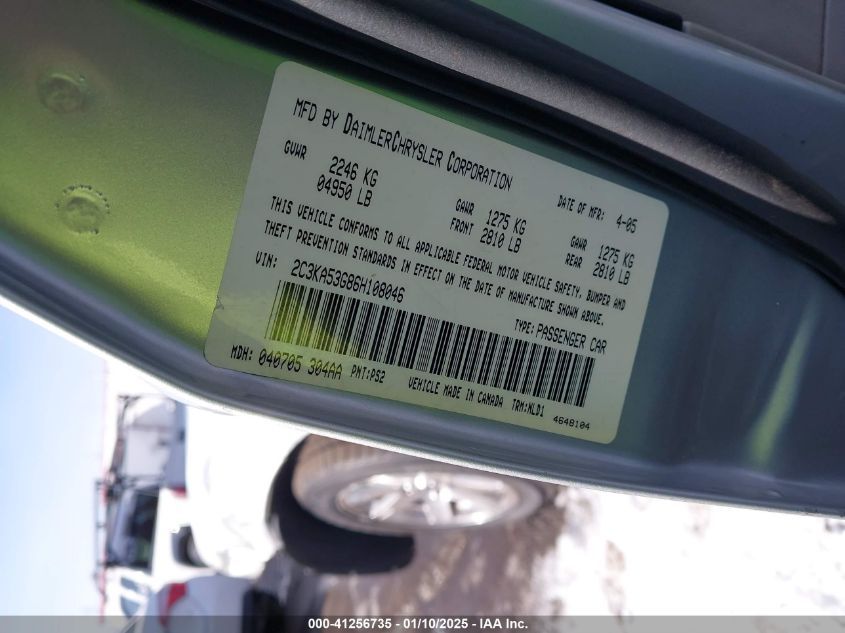 MFD BY DAIMLERCHRYSLER CORPORATION
DATE OF MFR: 4-05
GVWR 2246 KG 04950 LB
GAWR FRONT 1275 KG 2810 LB
GAWR REAR 1275 KG 2810 LB
THIS VEHICLE CONFORMS TO ALL APPLICABLE FEDERAL MOTOR VEHICLE SAFETY, BUMPER AND
THEFT PREVENTION STANDARDS IN EFFECT ON THE DATE OF MANUFACTURE SHOWN ABOVE.
VIN: 2C3KA53G86H108046
TYPE: PASSENGER CAR
MDH: 040705 304AA PNT:PS2 VEHICLE MADE IN CANADA TRM:NLD1
4648104
000-41256735 — 01/10/2025 — IAA Inc.